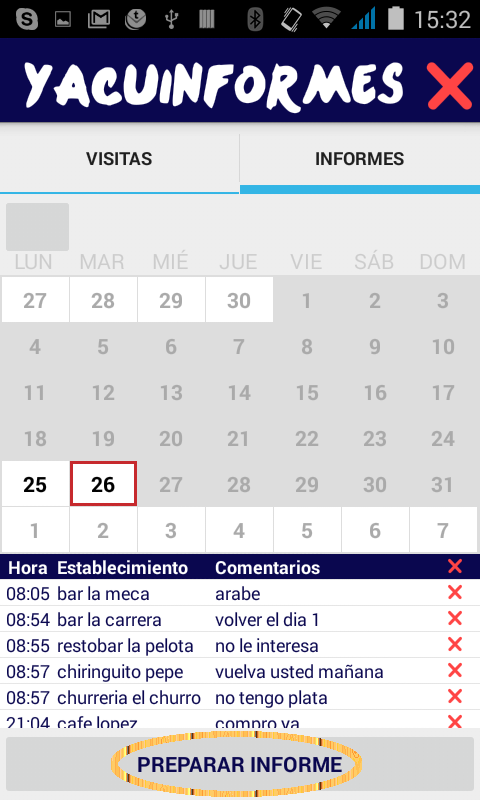 15:32
YACUINFORMES
VISITAS INFORMES
LUN MAR MIÉ JUE VIE SÁB DOM
27 28 29 30 1 2 3
4 5 6 7 8 9 10
11 12 13 14 15 16 17
18 19 20 21 22 23 24
25 26 27 28 29 30 31
1 2 3 4 5 6 7
Hora Establecimiento Comentarios
08:05 bar la meca arabe
08:54 bar la carrera volver el dia 1
08:55 restobar la pelota no le interesa
08:57 chiringuito pepe vuelva usted mañana
08:57 churreria el churro no tengo plata
21:04 cafe lopez compro ya
PREPARAR INFORME